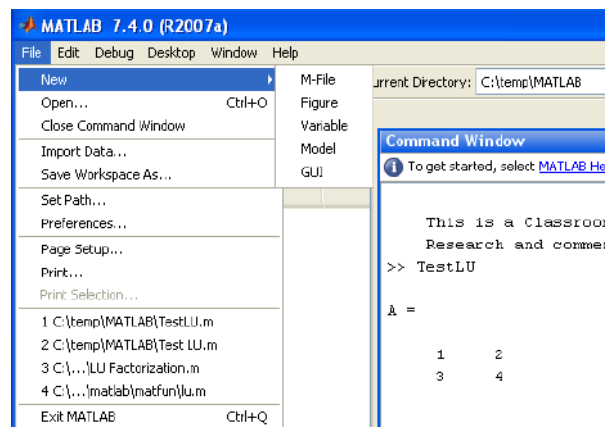 MATLAB 7.4.0 (R2007a)
File Edit Debug Desktop Window Help
New
Open... Ctrl+O
Close Command Window
Import Data...
Save Workspace As...
Set Path...
Preferences...
Page Setup...
Print...
Print Selection...
1 C:\temp\MATLAB\TestLU.m
2 C:\temp\MATLAB\Test LU.m
3 C:\...\LU Factorization.m
4 C:\...\matlab\matfun\lu.m
Exit MATLAB Ctrl+Q
M-File
Figure
Variable
Model
GUI
urrent Directory: C:\temp\MATLAB
Command Window
To get started, select MATLAB He
This is a Classroo
Research and comme
>> TestLU
A =
1 2
3 4